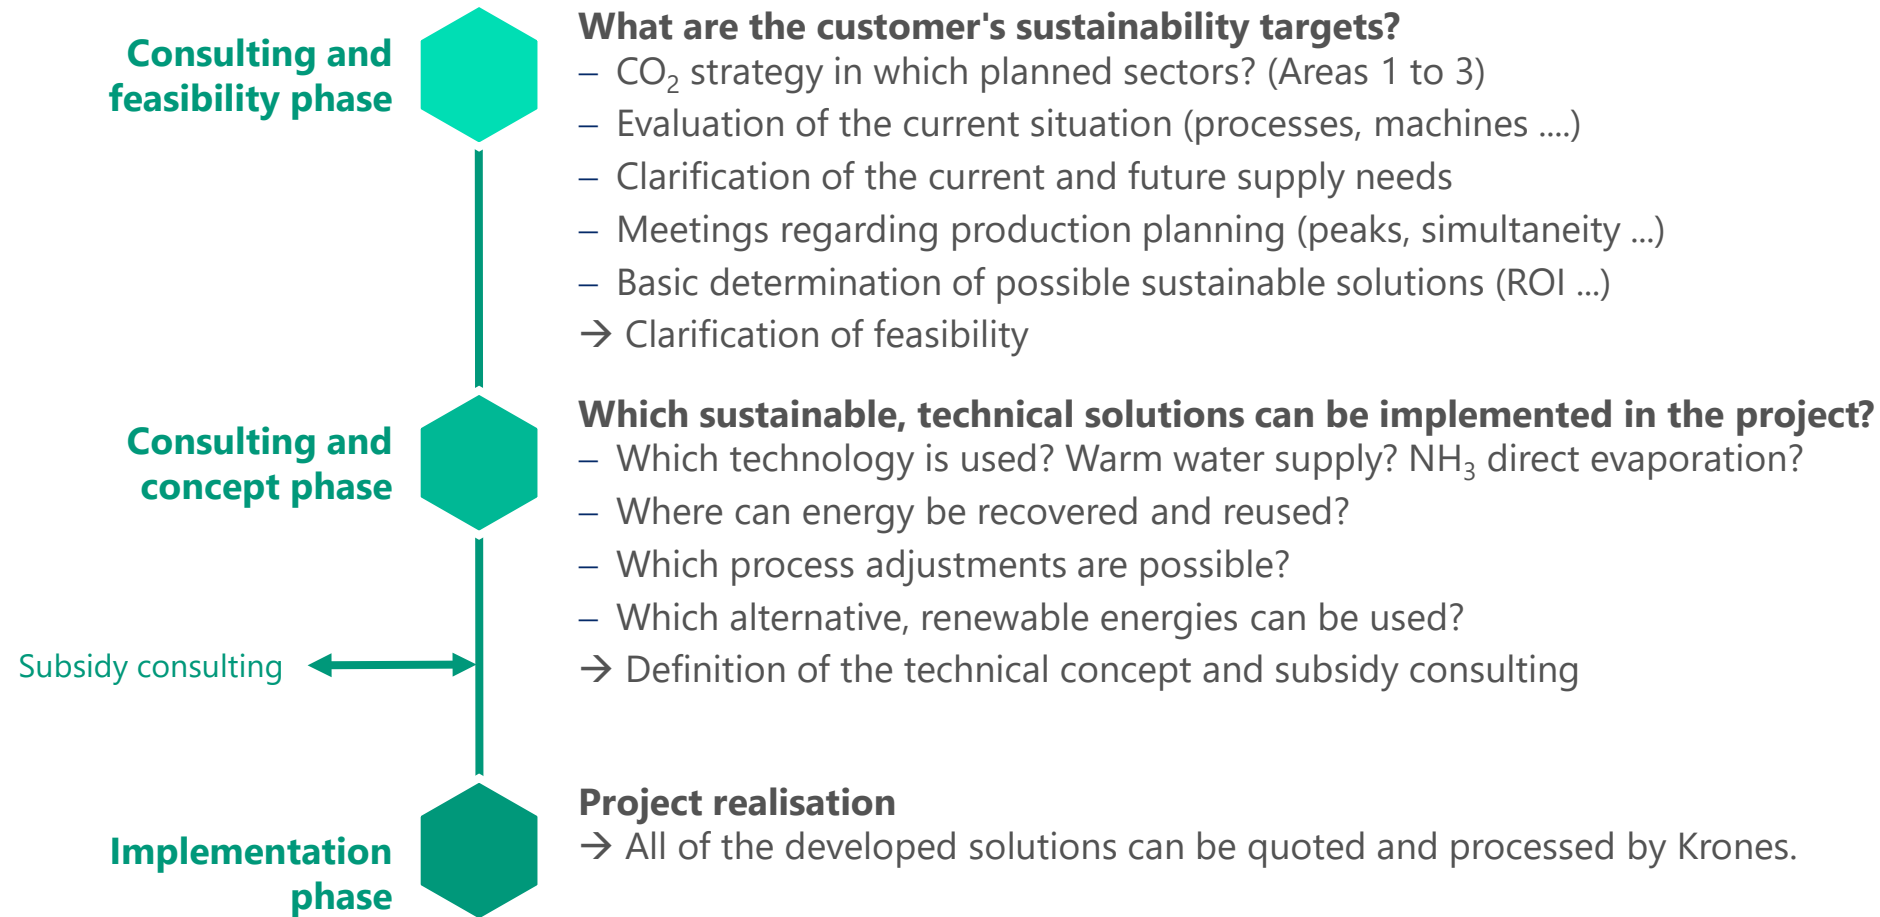 Consulting and
feasibility phase
What are the customer's sustainability targets?
– CO₂ strategy in which planned sectors? (Areas 1 to 3)
– Evaluation of the current situation (processes, machines ....)
– Clarification of the current and future supply needs
– Meetings regarding production planning (peaks, simultaneity ...)
– Basic determination of possible sustainable solutions (ROI ...)
→ Clarification of feasibility
Consulting and
concept phase
Which sustainable, technical solutions can be implemented in the project?
– Which technology is used? Warm water supply? NH₃ direct evaporation?
– Where can energy be recovered and reused?
– Which process adjustments are possible?
– Which alternative, renewable energies can be used?
→ Definition of the technical concept and subsidy consulting
Subsidy consulting
Implementation
phase
Project realisation
→ All of the developed solutions can be quoted and processed by Krones.